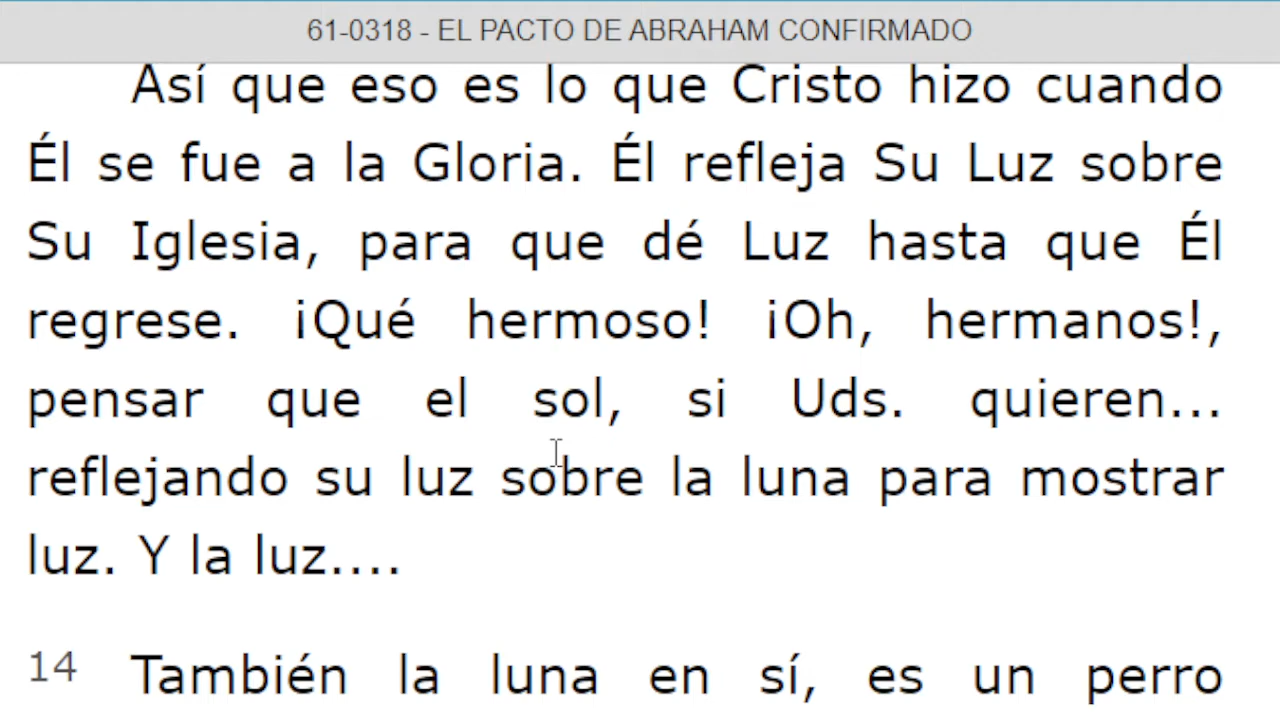 61-0318 - EL PACTO DE ABRAHAM CONFIRMADO
Así que eso es lo que Cristo hizo cuando
Él se fue a la Gloria. Él refleja Su Luz sobre
Su Iglesia, para que dé Luz hasta que Él
regrese. ¡Qué hermoso! ¡Oh, hermanos!,
pensar que el sol, si Uds. quieren...
reflejando su luz sobre la luna para mostrar
luz. Y la luz....
14 También la luna en sí, es un perro